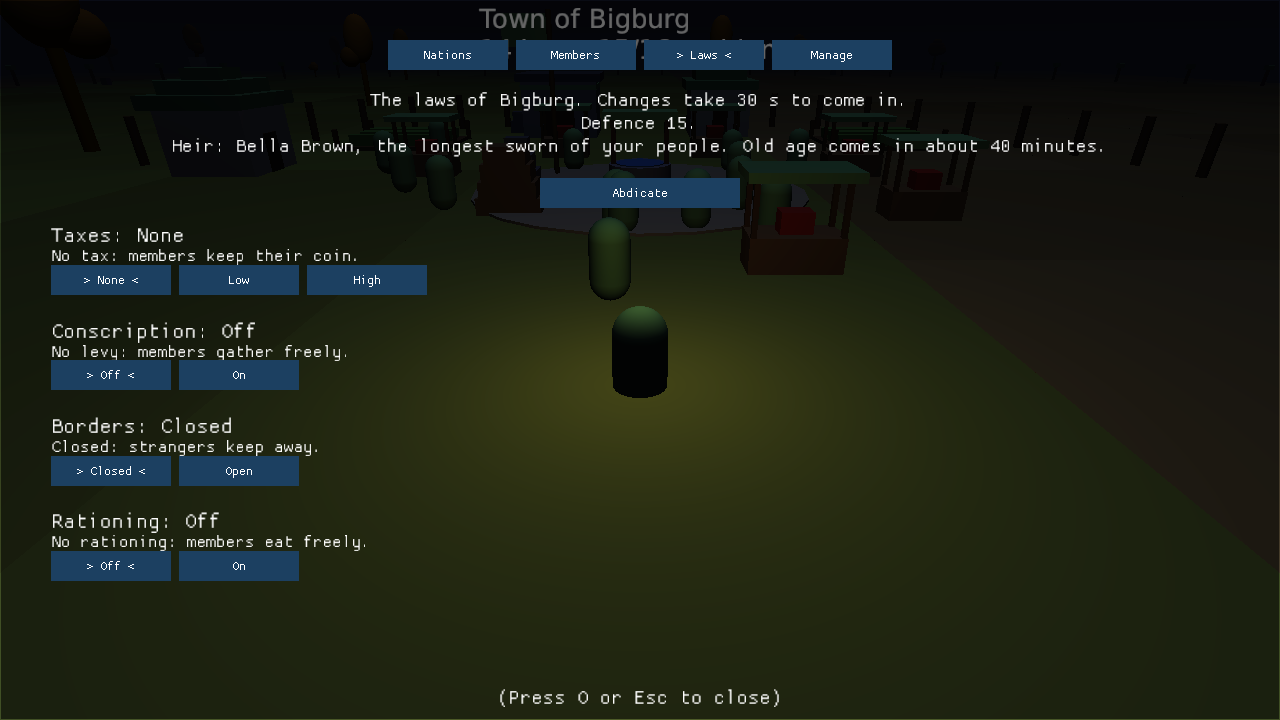 Town of Bigburg
Nations
Members
> Laws <
Manage
The laws of Bigburg. Changes take 30 s to come in.
Defence 15.
Heir: Bella Brown, the longest sworn of your people. Old age comes in about 40 minutes.
Abdicate
Taxes: None
No tax: members keep their coin.
> None <
Low
High
Conscription: Off
No levy: members gather freely.
> Off <
On
Borders: Closed
Closed: strangers keep away.
> Closed <
Open
Rationing: Off
No rationing: members eat freely.
> Off <
On
(Press O or Esc to close)